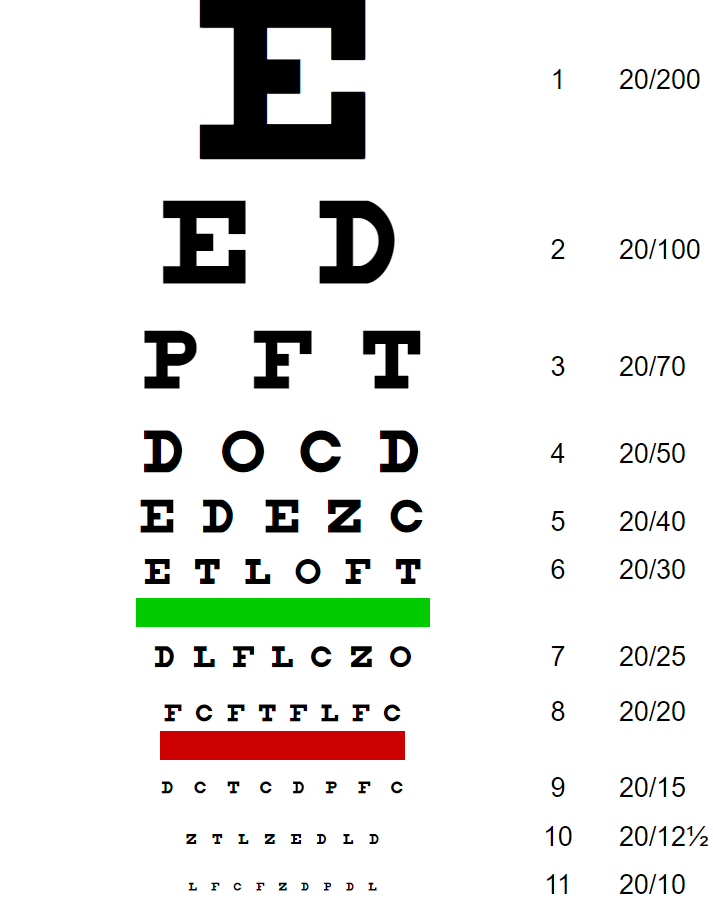 E 1 20/200
E D 2 20/100
P F T 3 20/70
D O C D 4 20/50
E D E Z C 5 20/40
E T L O F T 6 20/30
D L F L C Z O 7 20/25
F C F T F L F C 8 20/20
D C T C D P F C 9 20/15
Z T L Z E D L D 10 20/12½
L F C F Z D P D L 11 20/10